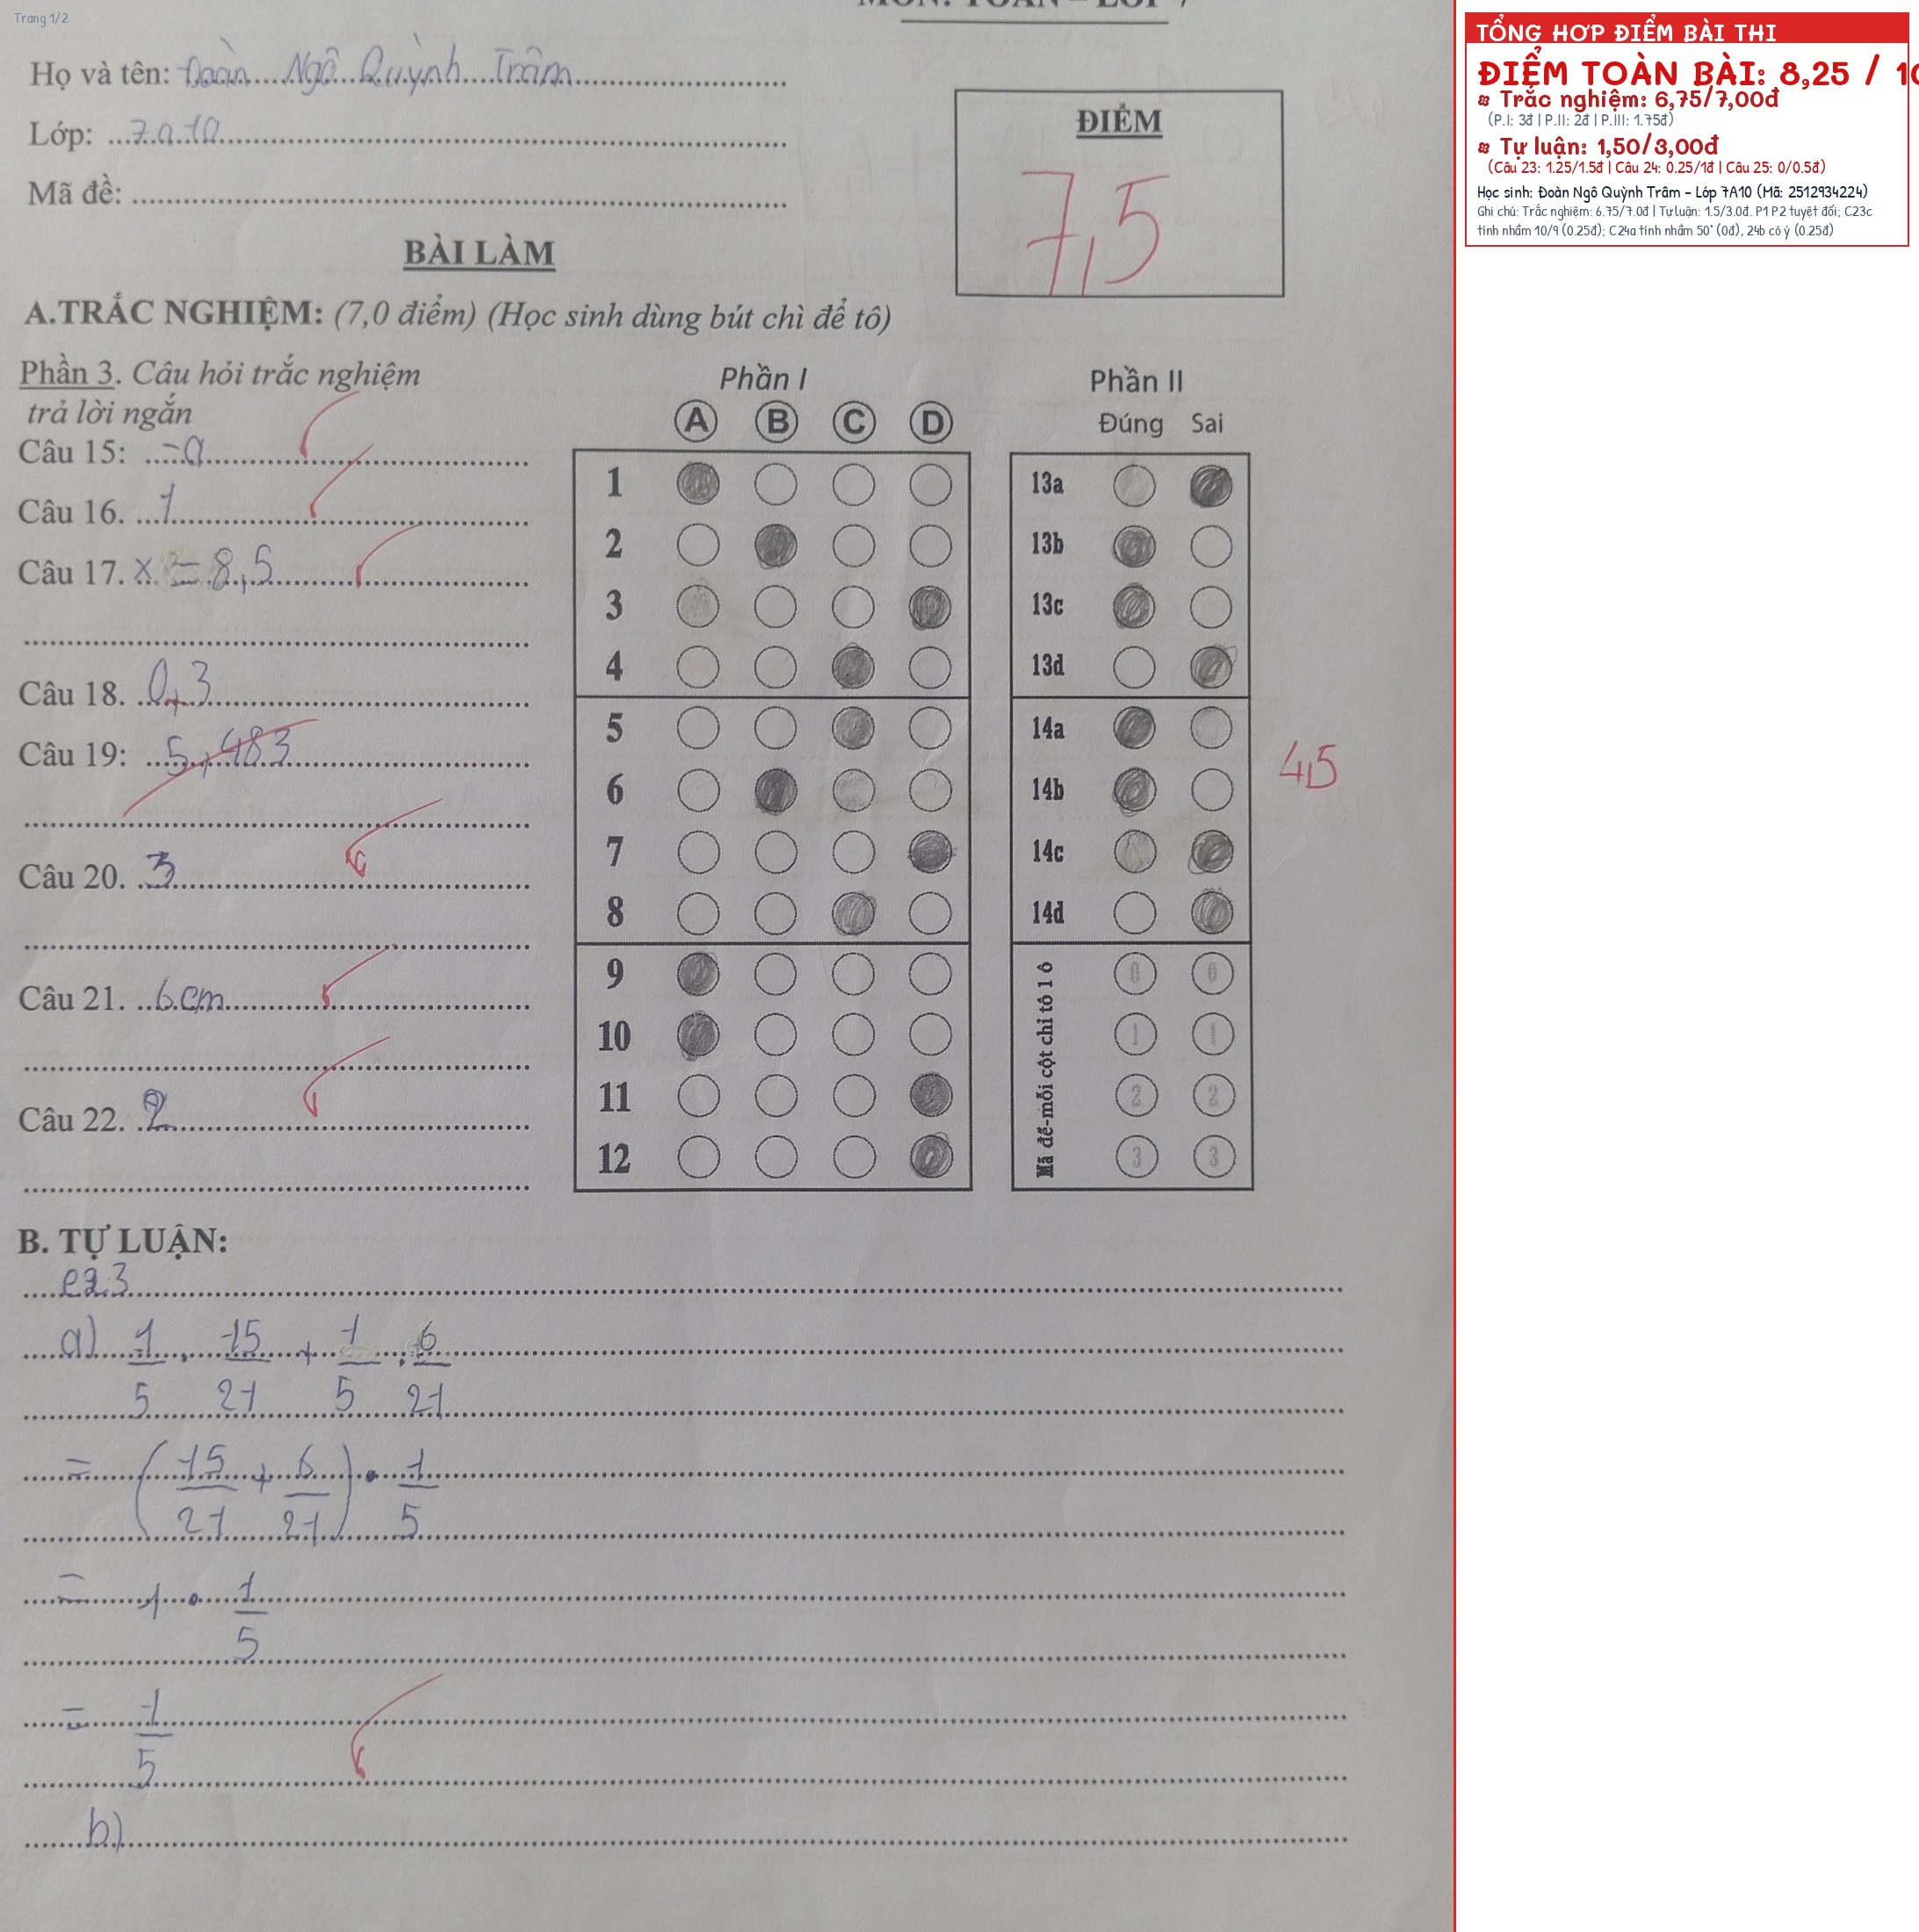 Trang 1/2
MÔN: TOÁN – LỚP 7
Họ và tên: Đoàn Ngô Quỳnh Trâm
Lớp: 7a10
Mã đề:
ĐIỂM
7,5
BÀI LÀM
A.TRẮC NGHIỆM: (7,0 điểm) (Học sinh dùng bút chì để tô)
Phần 3. Câu hỏi trắc nghiệm
trả lời ngắn
Câu 15: -a
Câu 16. 1
Câu 17. x = 8,5
Câu 18. 0,3
Câu 19: 5,483
Câu 20. 3
Câu 21. 6cm
Câu 22. 2
Phần I
A B C D
1
2
3
4
5
6
7
8
9
10
11
12
Phần II
Đúng Sai
13a
13b
13c
13d
14a
14b
14c
14d
4,5
Mã đề-mỗi cột chỉ tô 1 ô
0 0
1 1
2 2
3 3
B. TỰ LUẬN:
c23
a) 1/5 . 15/21 + 1/5 . 6/21
= (15/21 + 6/21) . 1/5
= 1 . 1/5
= 1/5
b)
TỔNG HỢP ĐIỂM BÀI THI
ĐIỂM TOÀN BÀI: 8,25 / 10
Trắc nghiệm: 6,75/7,00đ
(P.I: 3đ | P.II: 2đ | P.III: 1.75đ)
Tự luận: 1,50/3,00đ
(Câu 23: 1.25/1.5đ | Câu 24: 0.25/1đ | Câu 25: 0/0.5đ)
Học sinh: Đoàn Ngô Quỳnh Trâm - Lớp 7A10 (Mã: 2512934224)
Ghi chú: Trắc nghiệm: 6.75/7.0đ | Tự luận: 1.5/3.0đ. P1 P2 tuyệt đối; C23c
tính nhầm 10/9 (0.25đ); C24a tính nhầm 50° (0đ), 24b có ý (0.25đ)